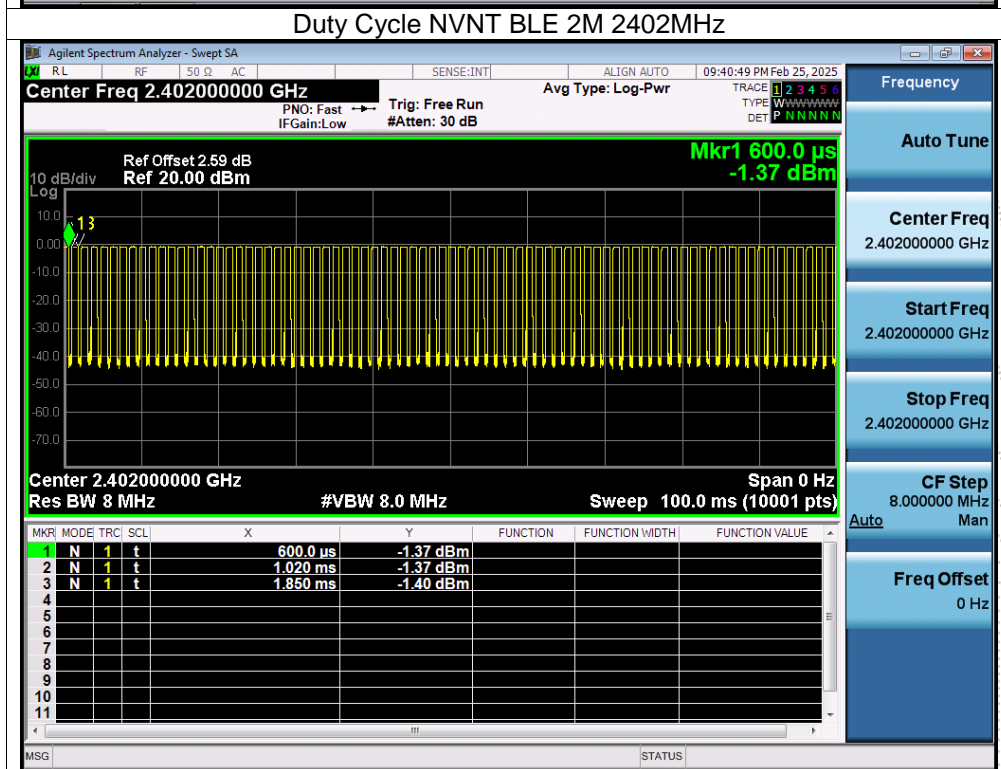 Duty Cycle NVNT BLE 2M 2402MHz
Agilent Spectrum Analyzer - Swept SA
LXI RL RF 50 Ω AC SENSE:INT ALIGN AUTO 09:40:49 PM Feb 25, 2025
Center Freq 2.402000000 GHz
PNO: Fast
IFGain:Low
Trig: Free Run
#Atten: 30 dB
Avg Type: Log-Pwr
TRACE 1 2 3 4 5 6
TYPE WWWWWW
DET P N N N N N
Frequency
Mkr1 600.0 µs
-1.37 dBm
Ref Offset 2.59 dB
10 dB/div Ref 20.00 dBm
Log
10.0
0.00
-10.0
-20.0
-30.0
-40.0
-50.0
-60.0
-70.0
1 3
Center 2.402000000 GHz Span 0 Hz
Res BW 8 MHz #VBW 8.0 MHz Sweep 100.0 ms (10001 pts)
MKR MODE TRC SCL X Y FUNCTION FUNCTION WIDTH FUNCTION VALUE
1 N 1 t 600.0 µs -1.37 dBm
2 N 1 t 1.020 ms -1.37 dBm
3 N 1 t 1.850 ms -1.40 dBm
4
5
6
7
8
9
10
11
MSG STATUS
Auto Tune
Center Freq
2.402000000 GHz
Start Freq
2.402000000 GHz
Stop Freq
2.402000000 GHz
CF Step
8.000000 MHz
Auto Man
Freq Offset
0 Hz